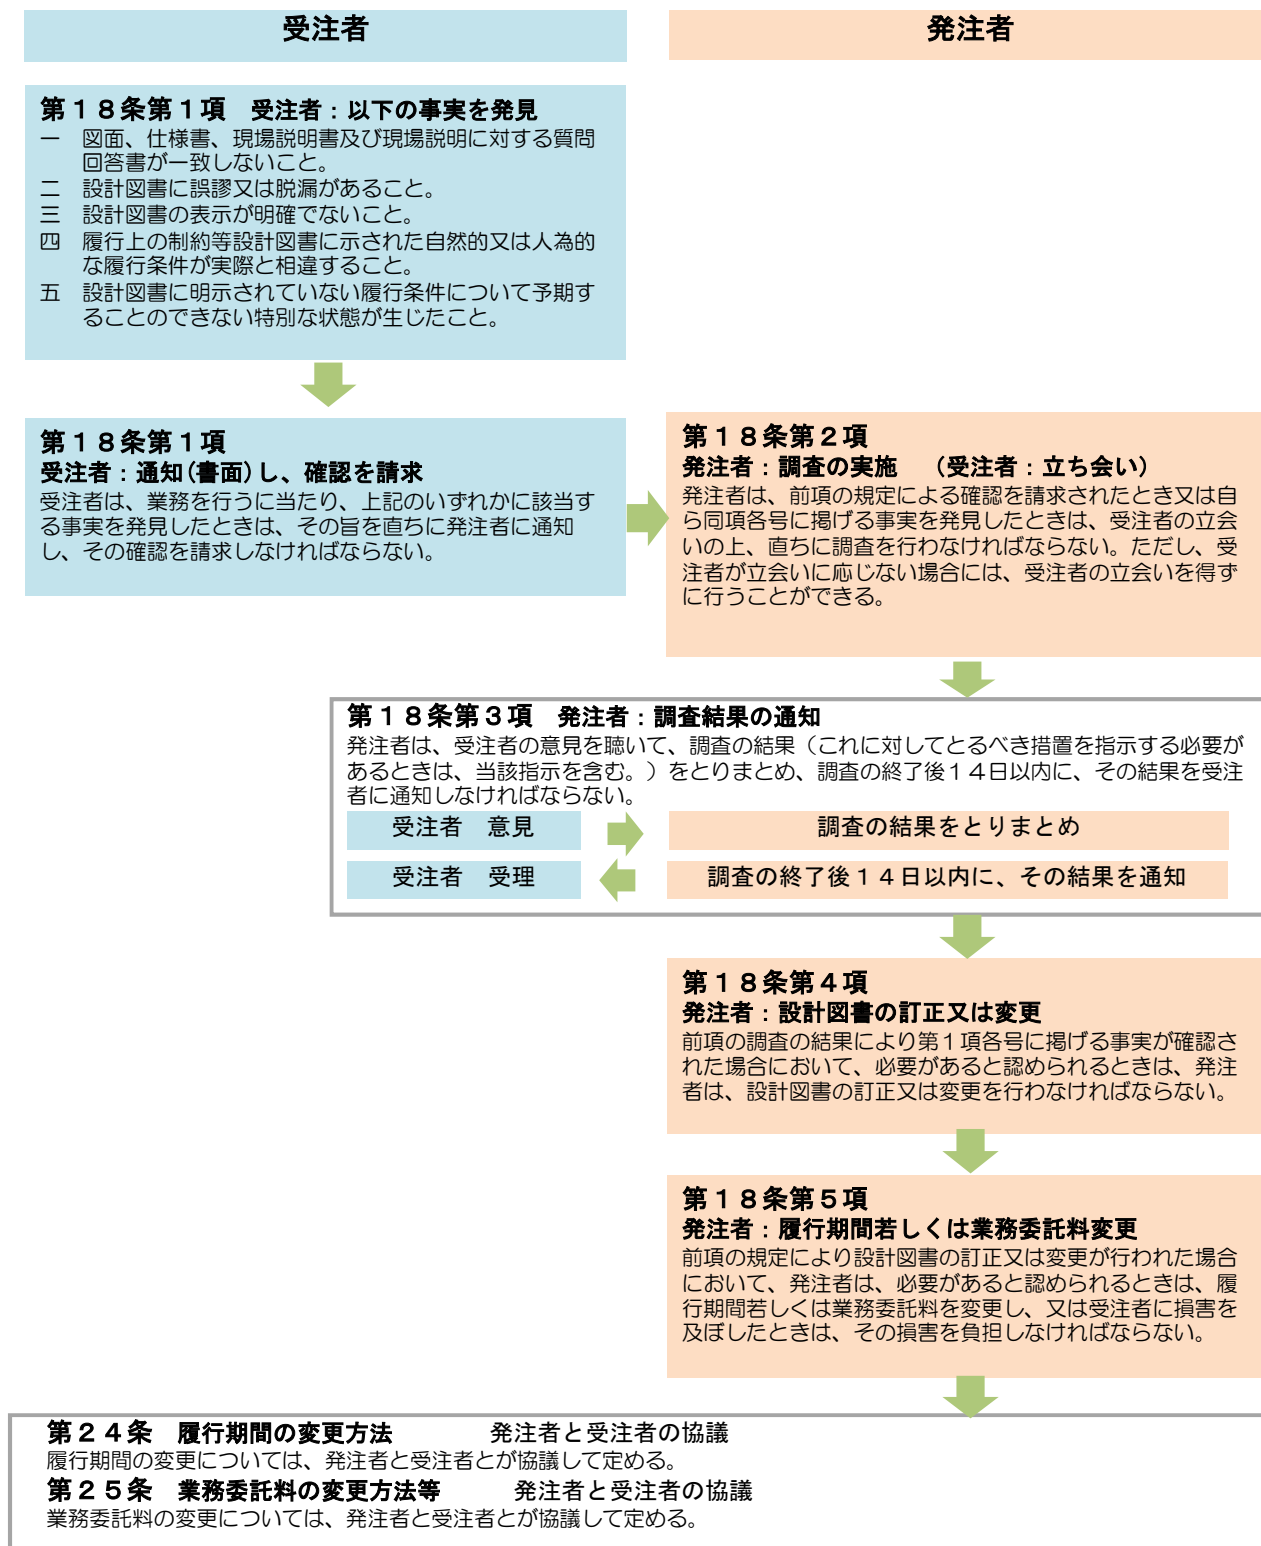 受注者
発注者
第１８条第１項　受注者：以下の事実を発見
一　図面、仕様書、現場説明書及び現場説明に対する質問
回答書が一致しないこと。
二　設計図書に誤謬又は脱漏があること。
三　設計図書の表示が明確でないこと。
四　履行上の制約等設計図書に示された自然的又は人為的
な履行条件が実際と相違すること。
五　設計図書に明示されていない履行条件について予期す
ることのできない特別な状態が生じたこと。
第１８条第１項
受注者：通知(書面)し、確認を請求
受注者は、業務を行うに当たり、上記のいずれかに該当す
る事実を発見したときは、その旨を直ちに発注者に通知
し、その確認を請求しなければならない。
第１８条第２項
発注者：調査の実施　（受注者：立ち会い）
発注者は、前項の規定による確認を請求されたとき又は自
ら同項各号に掲げる事実を発見したときは、受注者の立会
いの上、直ちに調査を行わなければならない。ただし、受
注者が立会いに応じない場合には、受注者の立会いを得ず
に行うことができる。
第１８条第３項　発注者：調査結果の通知
発注者は、受注者の意見を聴いて、調査の結果（これに対してとるべき措置を指示する必要が
あるときは、当該指示を含む。）をとりまとめ、調査の終了後１４日以内に、その結果を受注
者に通知しなければならない。
受注者　意見
調査の結果をとりまとめ
受注者　受理
調査の終了後１４日以内に、その結果を通知
第１８条第４項
発注者：設計図書の訂正又は変更
前項の調査の結果により第１項各号に掲げる事実が確認さ
れた場合において、必要があると認められるときは、発注
者は、設計図書の訂正又は変更を行わなければならない。
第１８条第５項
発注者：履行期間若しくは業務委託料変更
前項の規定により設計図書の訂正又は変更が行われた場合
において、発注者は、必要があると認められるときは、履
行期間若しくは業務委託料を変更し、又は受注者に損害を
及ぼしたときは、その損害を負担しなければならない。
第２４条　履行期間の変更方法　　　発注者と受注者の協議
履行期間の変更については、発注者と受注者とが協議して定める。
第２５条　業務委託料の変更方法等　　　発注者と受注者の協議
業務委託料の変更については、発注者と受注者とが協議して定める。